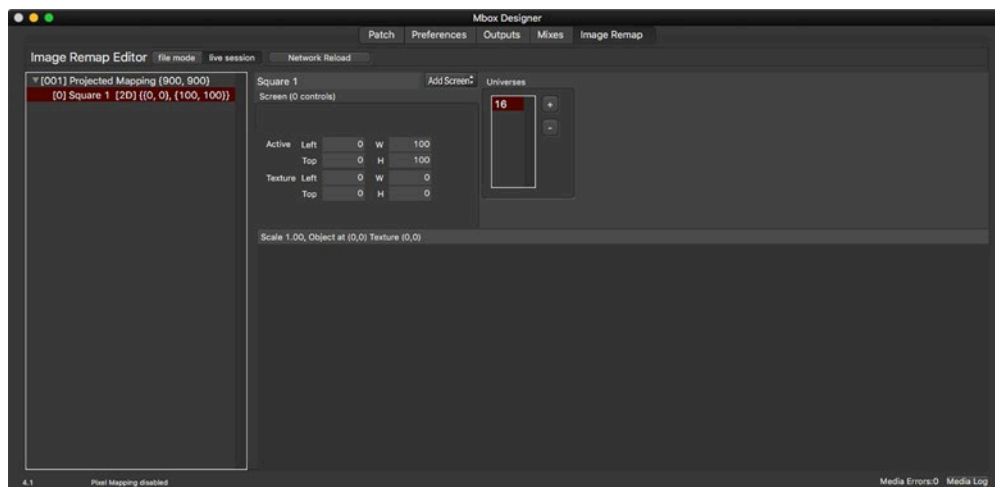 Mbox Designer
Patch Preferences Outputs Mixes Image Remap
Image Remap Editor file mode live session Network Reload
[001] Projected Mapping {900, 900}
[0] Square 1 [2D] {{0, 0}, {100, 100}}
Square 1 Add Screen
Screen (0 controls)
Active Left 0 W 100
Top 0 H 100
Texture Left 0 W 0
Top 0 H 0
Universes
16
+
-
Scale 1.00, Object at (0,0) Texture (0,0)
4.1 Pixel Mapping disabled Media Errors:0 Media Log